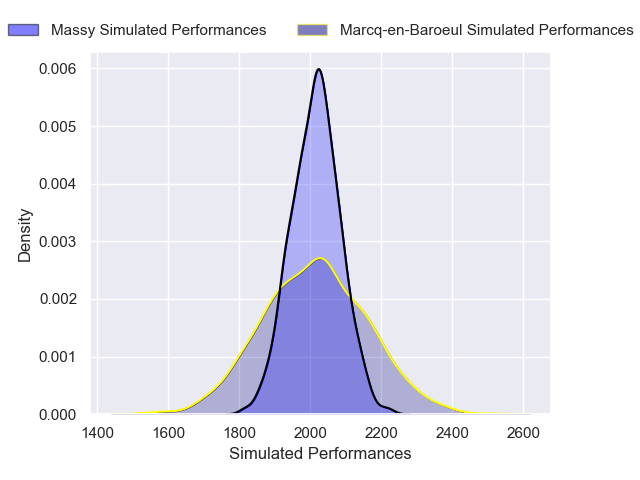 Massy Simulated Performances
Marcq-en-Baroeul Simulated Performances
0.006
0.005
0.004
0.003
0.002
0.001
0.000
Density
1400 1600 1800 2000 2200 2400 2600
Simulated Performances